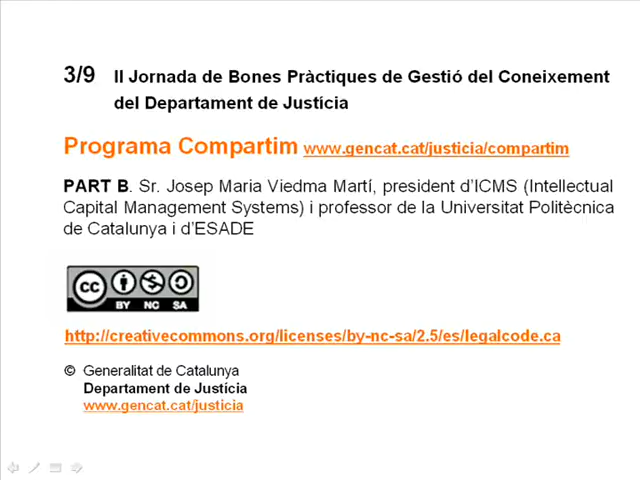 3/9 II Jornada de Bones Pràctiques de Gestió del Coneixement
del Departament de Justícia
Programa Compartim www.gencat.cat/justicia/compartim
PART B. Sr. Josep Maria Viedma Martí, president d'ICMS (Intellectual
Capital Management Systems) i professor de la Universitat Politècnica
de Catalunya i d'ESADE
cc BY NC SA
http://creativecommons.org/licenses/by-nc-sa/2.5/es/legalcode.ca
© Generalitat de Catalunya
Departament de Justícia
www.gencat.cat/justicia